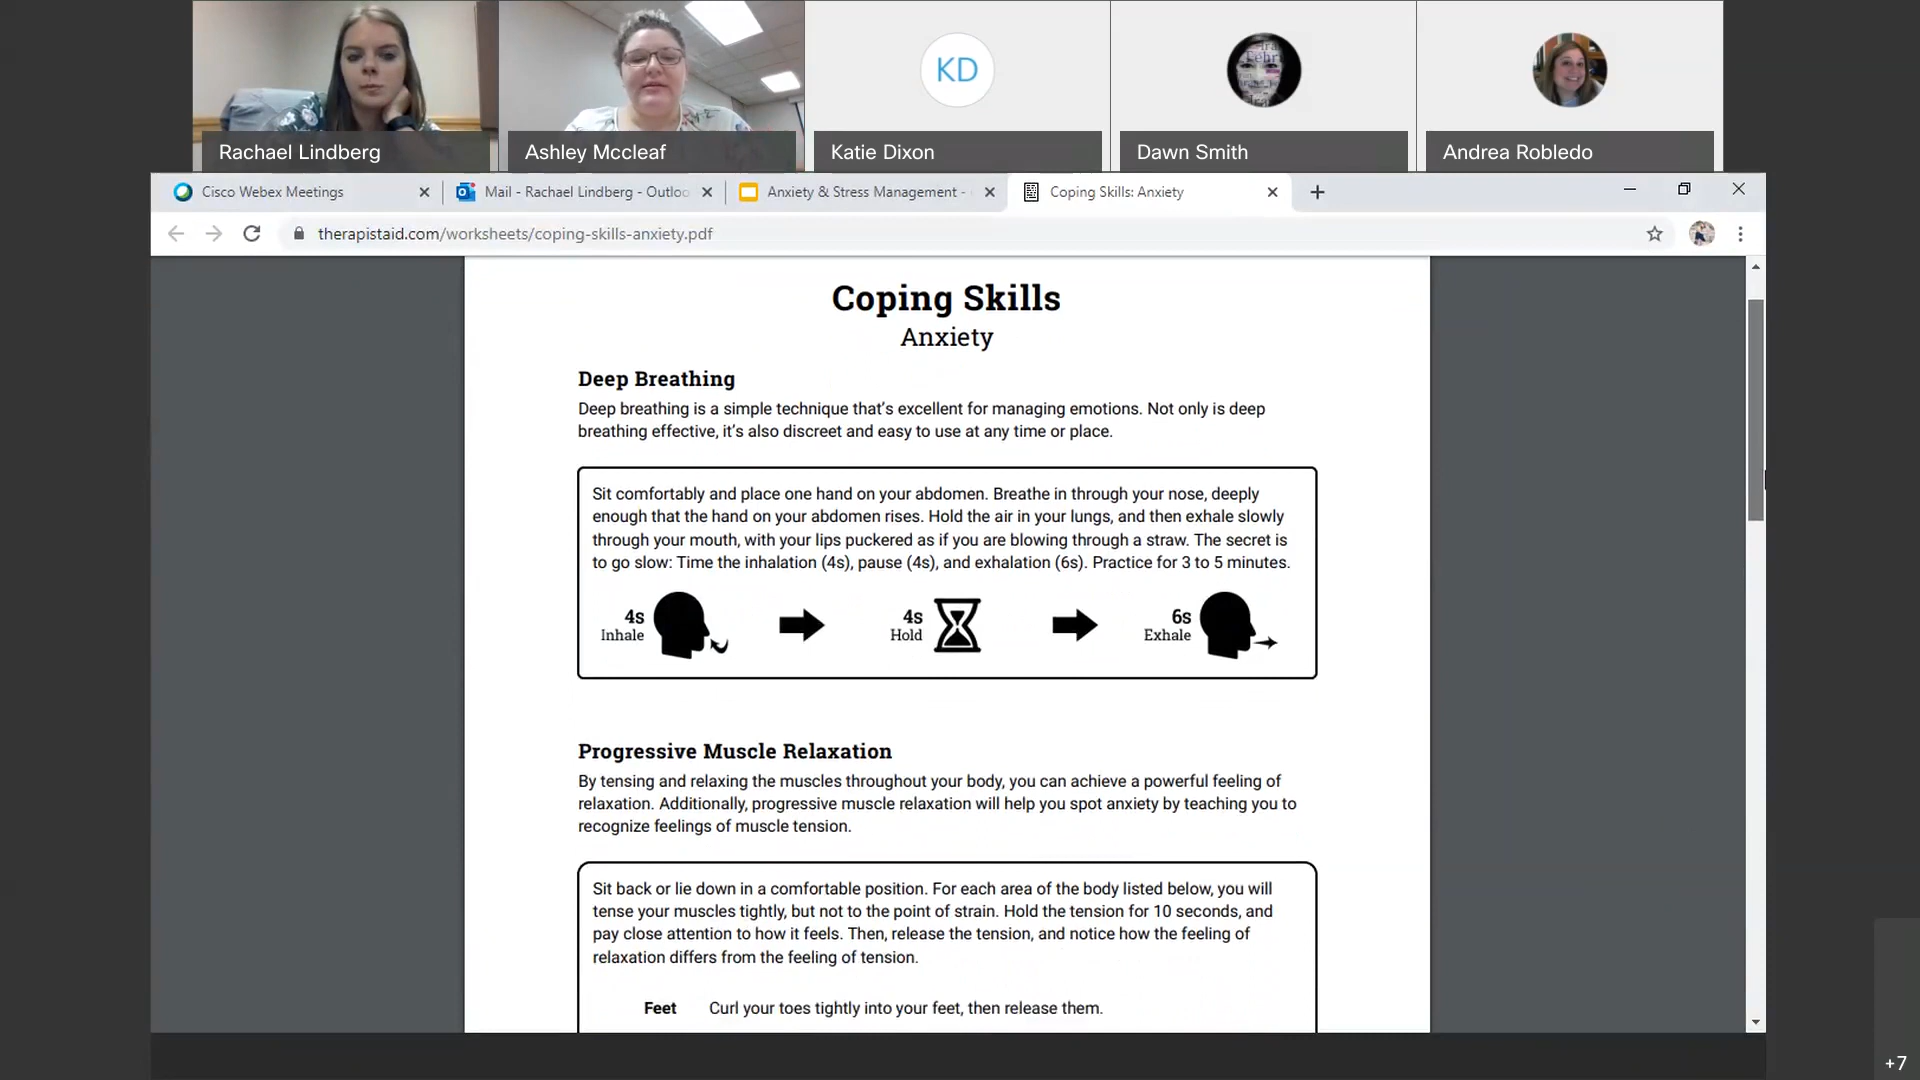 KD
Rachael Lindberg
Ashley Mccleaf
Katie Dixon
Dawn Smith
Andrea Robledo
Cisco Webex Meetings
Mail - Rachael Lindberg - Outloo
Anxiety & Stress Management -
Coping Skills: Anxiety
therapistaid.com/worksheets/coping-skills-anxiety.pdf
Coping Skills
Anxiety
Deep Breathing
Deep breathing is a simple technique that's excellent for managing emotions. Not only is deep
breathing effective, it's also discreet and easy to use at any time or place.
Sit comfortably and place one hand on your abdomen. Breathe in through your nose, deeply
enough that the hand on your abdomen rises. Hold the air in your lungs, and then exhale slowly
through your mouth, with your lips puckered as if you are blowing through a straw. The secret is
to go slow: Time the inhalation (4s), pause (4s), and exhalation (6s). Practice for 3 to 5 minutes.
4s
Inhale
4s
Hold
6s
Exhale
Progressive Muscle Relaxation
By tensing and relaxing the muscles throughout your body, you can achieve a powerful feeling of
relaxation. Additionally, progressive muscle relaxation will help you spot anxiety by teaching you to
recognize feelings of muscle tension.
Sit back or lie down in a comfortable position. For each area of the body listed below, you will
tense your muscles tightly, but not to the point of strain. Hold the tension for 10 seconds, and
pay close attention to how it feels. Then, release the tension, and notice how the feeling of
relaxation differs from the feeling of tension.
Feet Curl your toes tightly into your feet, then release them.
+7